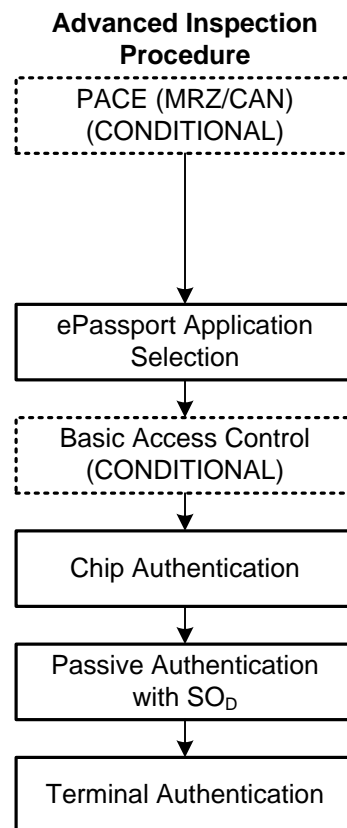 Advanced Inspection
Procedure
PACE (MRZ/CAN)
(CONDITIONAL)
ePassport Application
Selection
Basic Access Control
(CONDITIONAL)
Chip Authentication
Passive Authentication
with SOD
Terminal Authentication